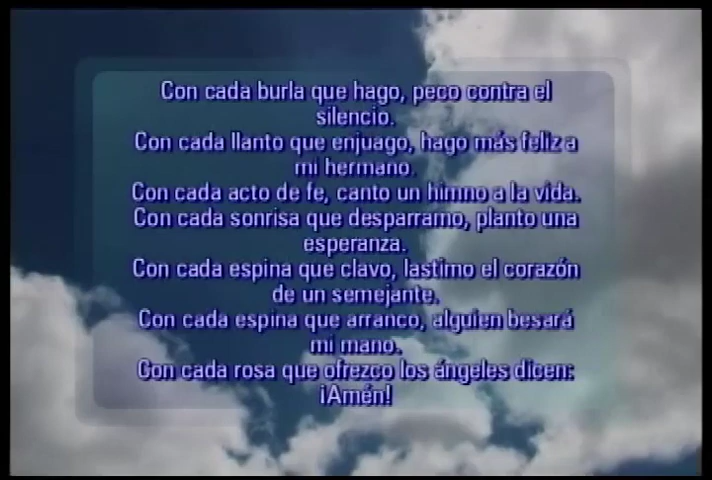 Con cada burla que hago, peco contra el
silencio.
Con cada llanto que enjuago, hago más feliz a
mi hermano.
Con cada acto de fe, canto un himno a la vida.
Con cada sonrisa que desparramo, planto una
esperanza.
Con cada espina que clavo, lastimo el corazón
de un semejante.
Con cada espina que arranco, alguien besará
mi mano.
Con cada rosa que ofrezco los ángeles dicen:
¡Amén!